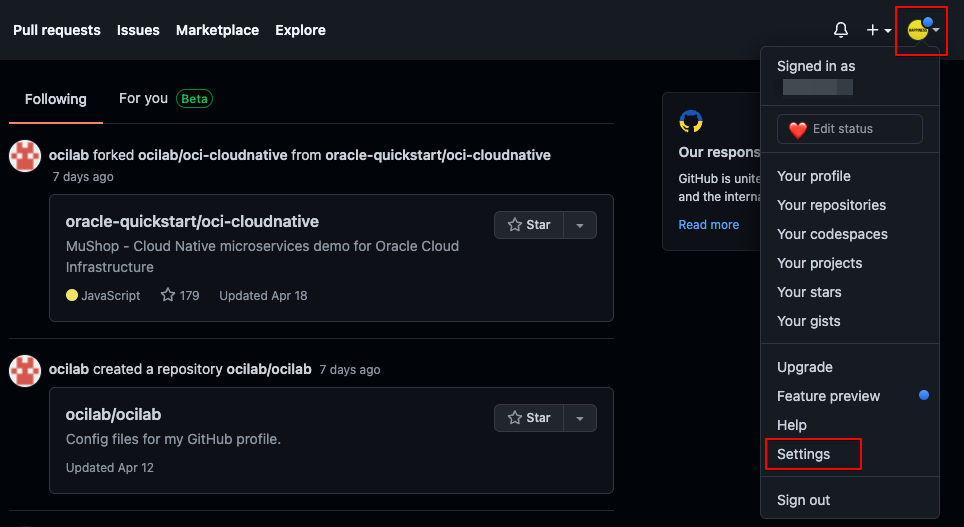 Pull requests Issues Marketplace Explore
Following For you Beta
ocilab forked ocilab/oci-cloudnative from oracle-quickstart/oci-cloudnative
7 days ago
oracle-quickstart/oci-cloudnative
Star
MuShop - Cloud Native microservices demo for Oracle Cloud
Infrastructure
JavaScript 179 Updated Apr 18
ocilab created a repository ocilab/ocilab 7 days ago
ocilab/ocilab
Star
Config files for my GitHub profile.
Updated Apr 12
Our respons
GitHub is unite
and the interna
Read more
HAPPINESS
Signed in as
Edit status
Your profile
Your repositories
Your codespaces
Your projects
Your stars
Your gists
Upgrade
Feature preview
Help
Settings
Sign out